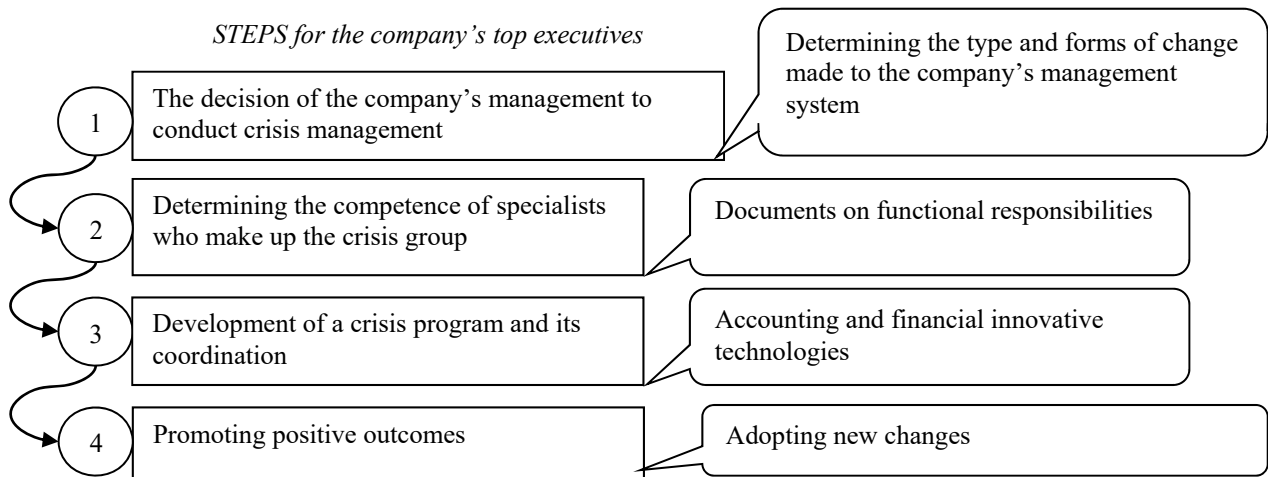 STEPS for the company’s top executives
1
The decision of the company’s management to
conduct crisis management
Determining the type and forms of change
made to the company’s management
system
2
Determining the competence of specialists
who make up the crisis group
Documents on functional responsibilities
3
Development of a crisis program and its
coordination
Accounting and financial innovative
technologies
4
Promoting positive outcomes
Adopting new changes